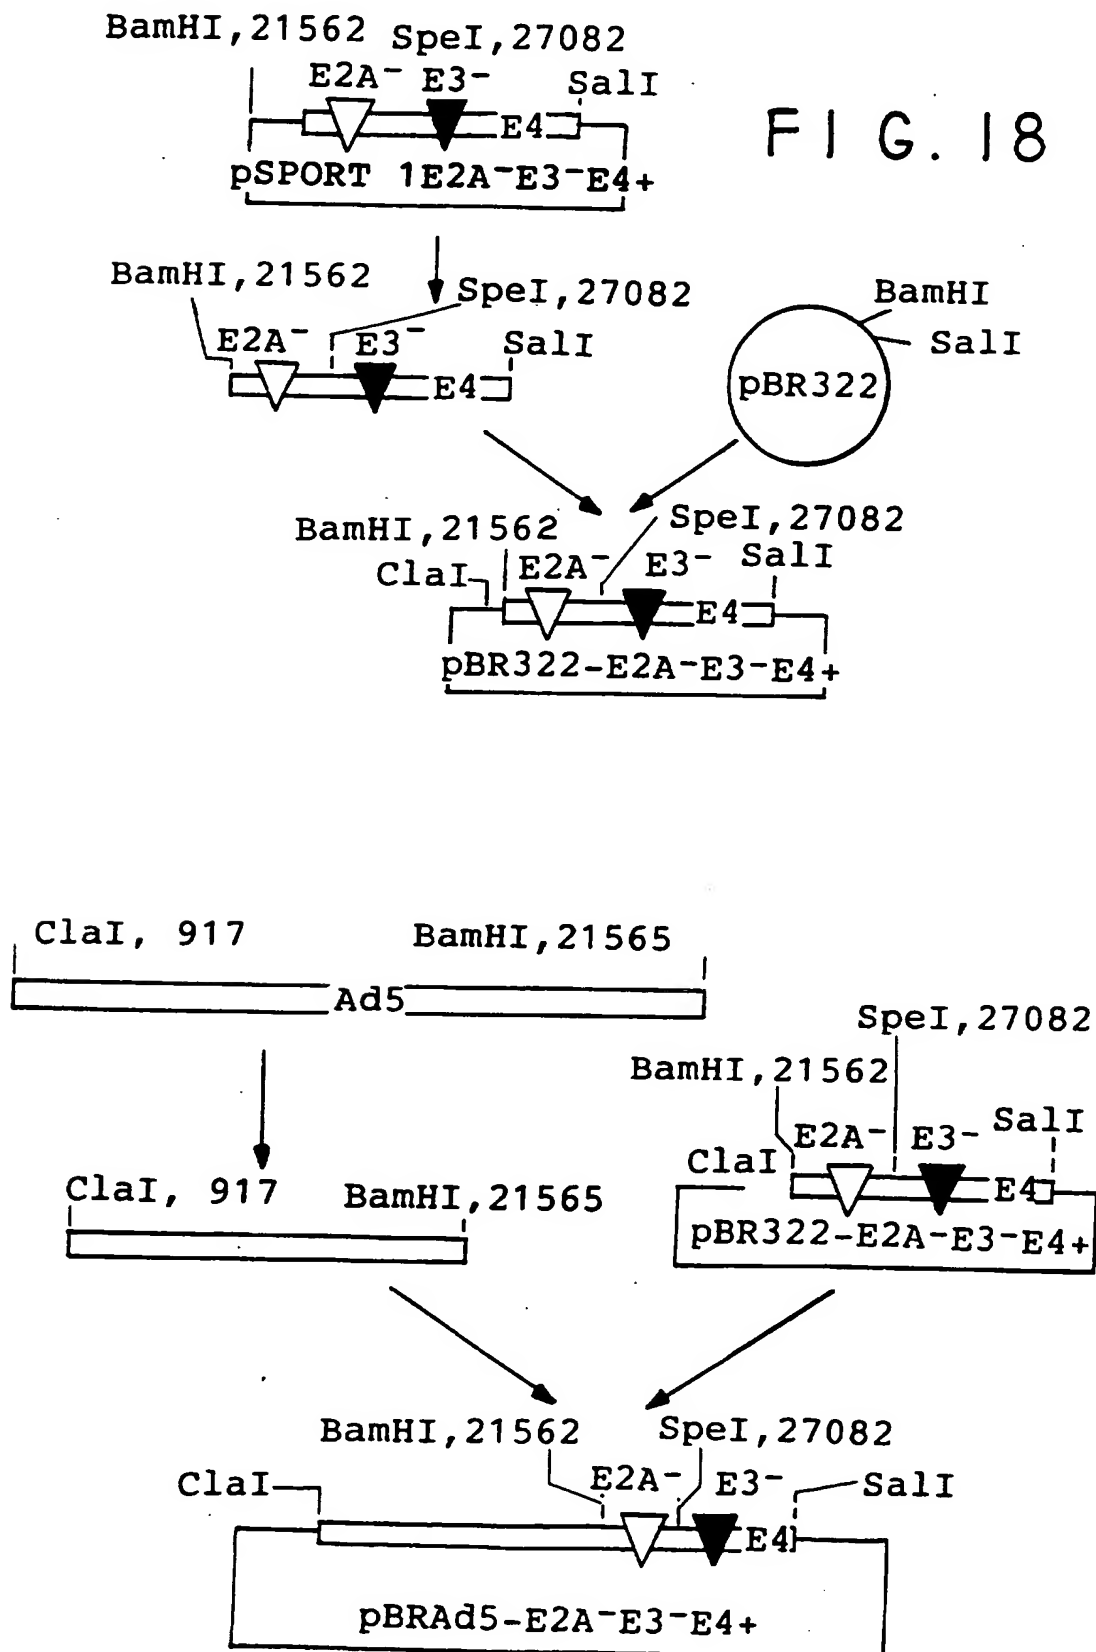 BamHI,21562 SpeI,27082
E2A⁻ E3⁻ SalI
E4
FIG. 18
pSPORT 1E2A⁻E3⁻E4+
BamHI,21562
SpeI,27082
E2A⁻ E3⁻ SalI
E4
BamHI
SalI
pBR322
BamHI,21562
SpeI,27082
ClaI E2A⁻ E3⁻ SalI
E4
pBR322-E2A⁻E3⁻E4+
ClaI, 917 BamHI,21565
Ad5
SpeI,27082
BamHI,21562
E2A⁻ E3⁻ SalI
ClaI
E4
pBR322-E2A⁻E3⁻E4+
ClaI, 917 BamHI,21565
BamHI,21562 SpeI,27082
ClaI E2A⁻ E3⁻ SalI
E4
pBRAd5-E2A⁻E3⁻E4+